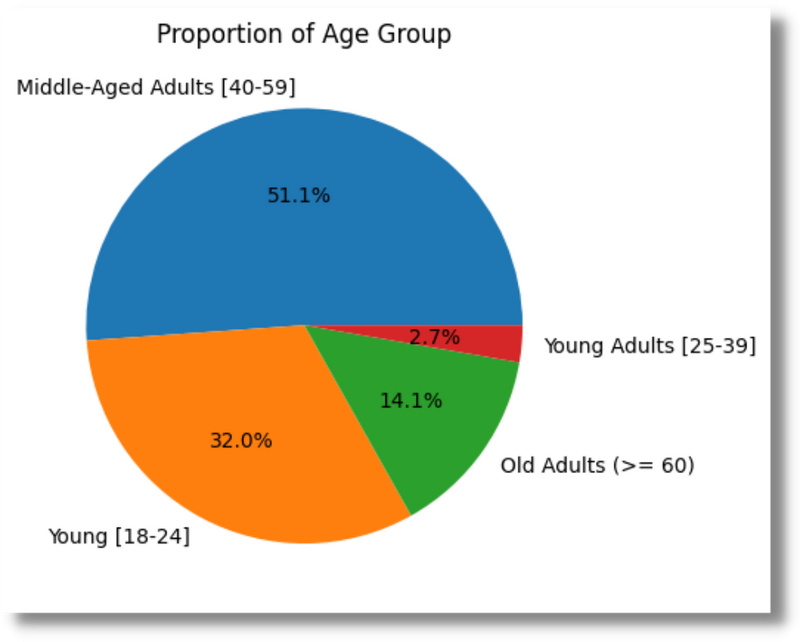 Proportion of Age Group
Middle-Aged Adults [40-59]
51.1%
2.7%
Young Adults [25-39]
14.1%
32.0%
Old Adults (>= 60)
Young [18-24]